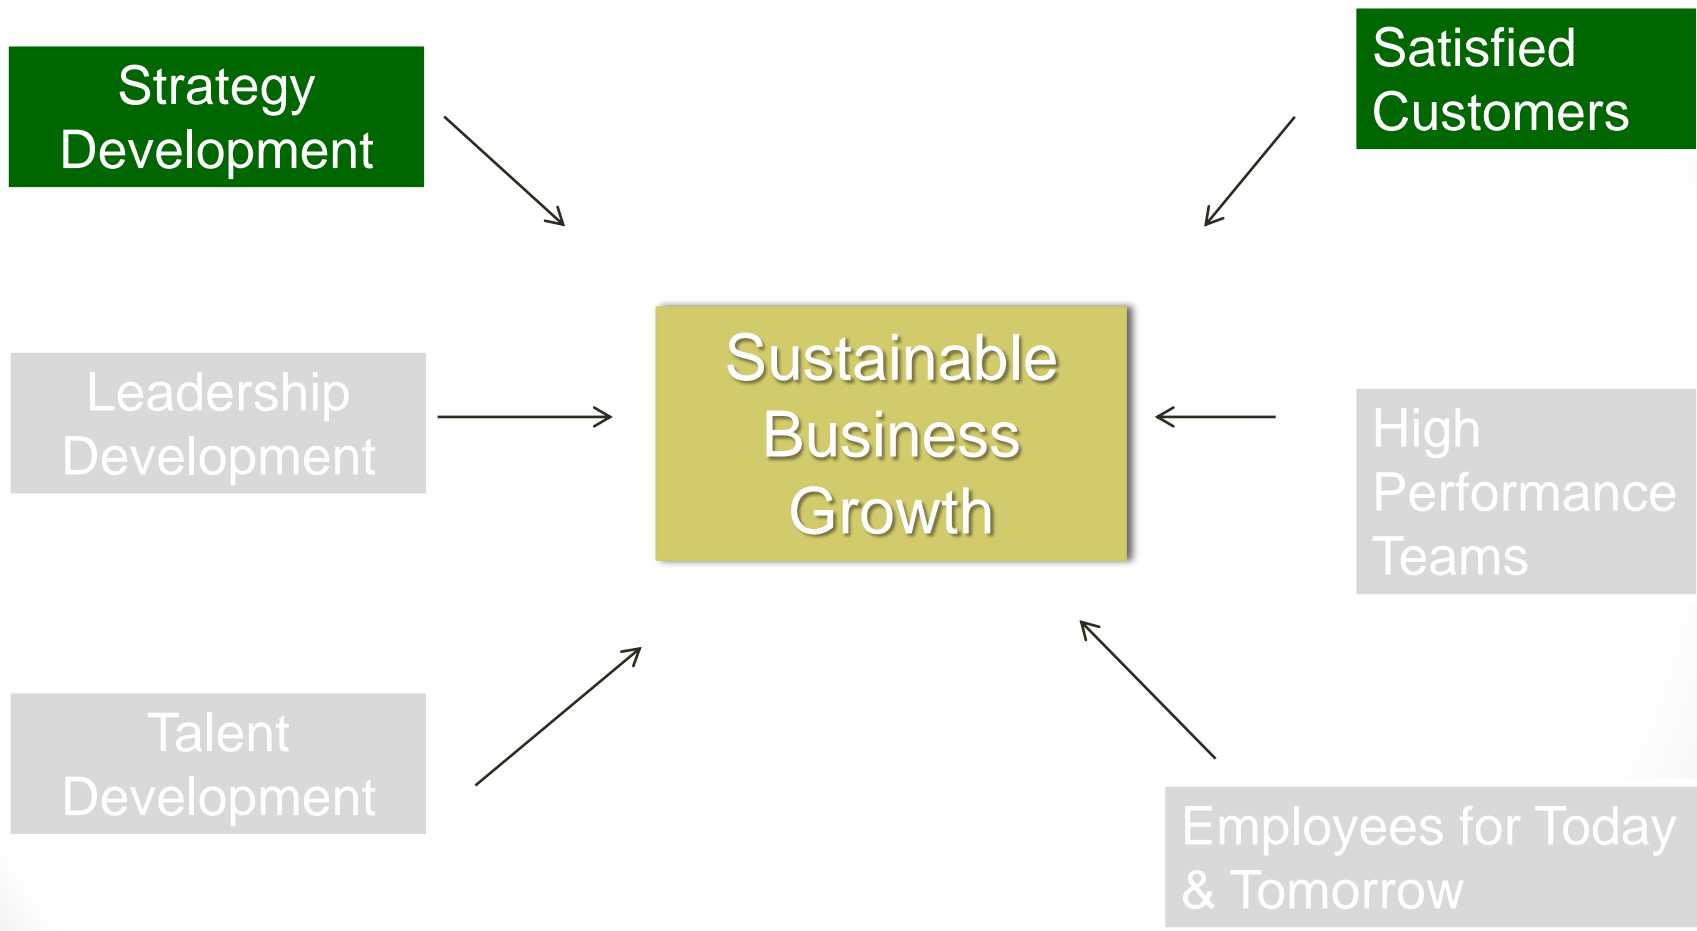 Strategy
Development
Satisfied
Customers
Leadership
Development
Sustainable
Business
Growth
High
Performance
Teams
Talent
Development
Employees for Today
& Tomorrow